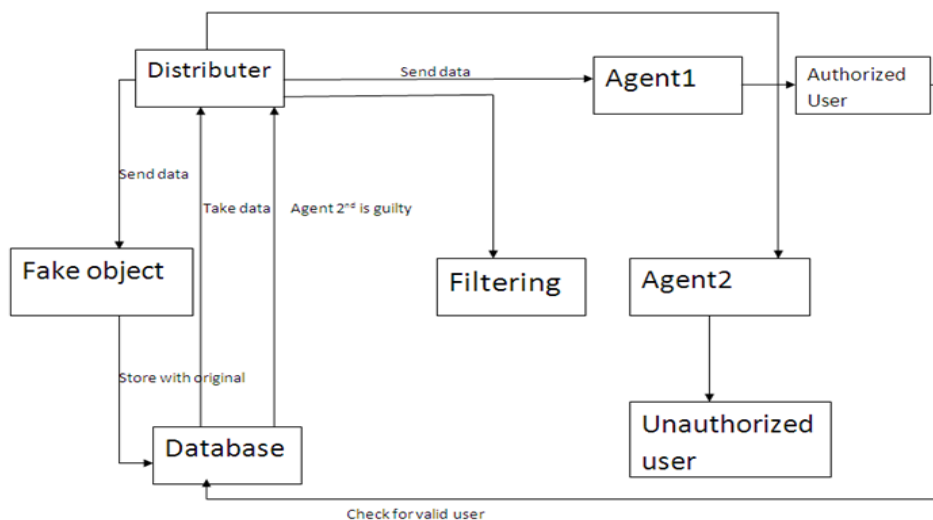 Distributer
Send data
Agent1
Authorized
User
Send data
Take data
Agent 2nd is guilty
Fake object
Filtering
Agent2
Store with original
Database
Unauthorized
user
Check for valid user